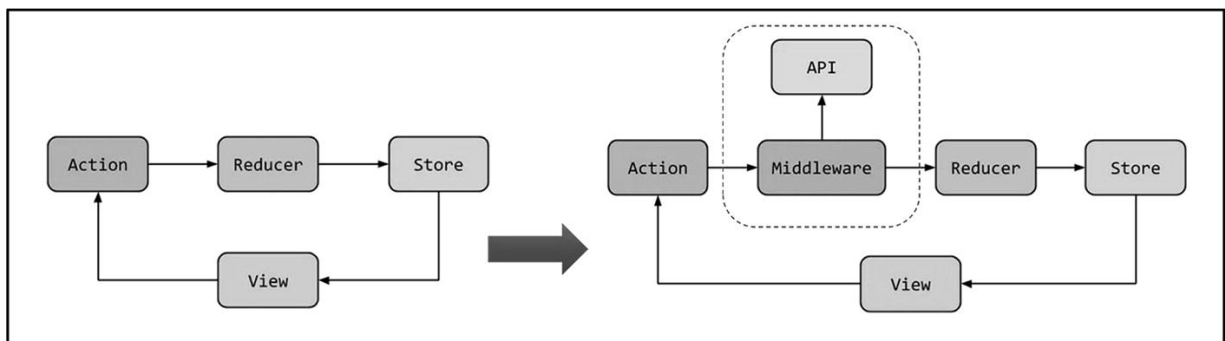 Action
Reducer
Store
View
API
Action
Middleware
Reducer
Store
View